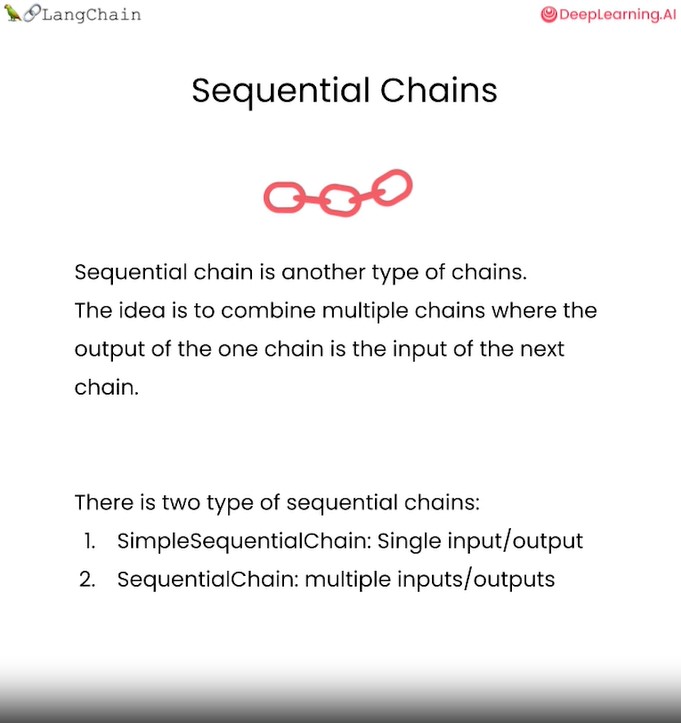 LangChain
DeepLearning.AI
Sequential Chains
Sequential chain is another type of chains.
The idea is to combine multiple chains where the
output of the one chain is the input of the next
chain.
There is two type of sequential chains:
1. SimpleSequentialChain: Single input/output
2. SequentialChain: multiple inputs/outputs